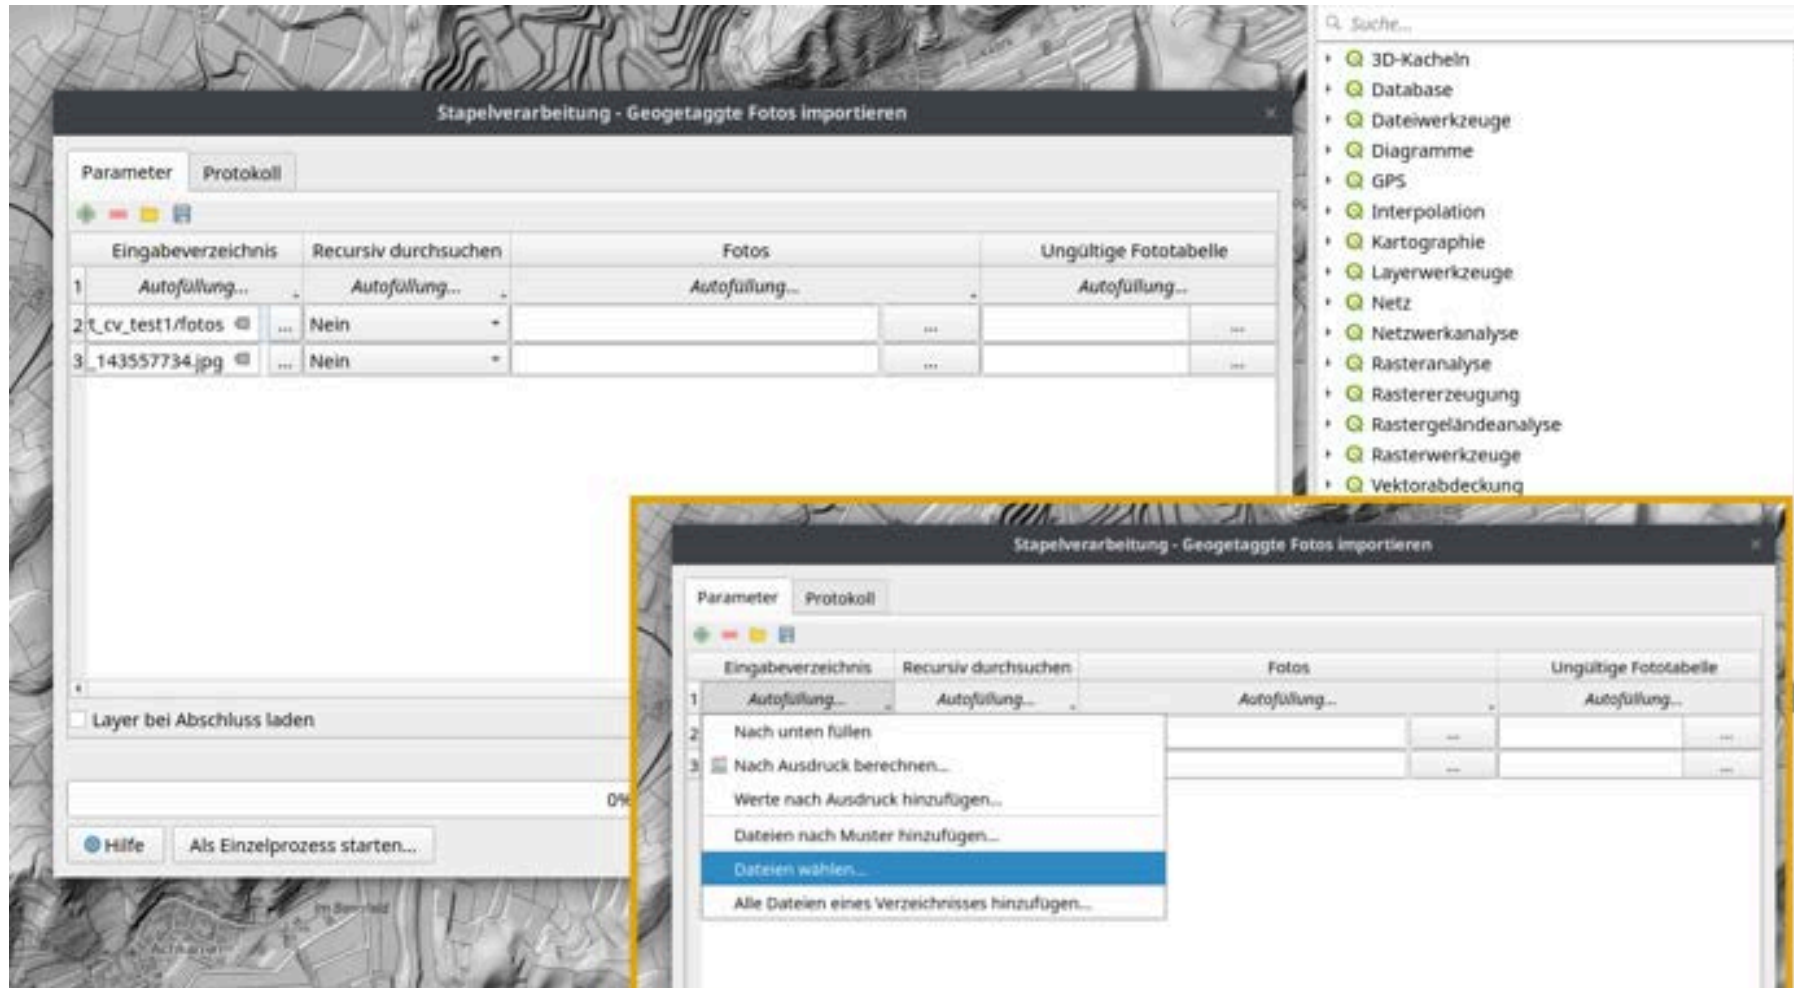 Suche...
3D-Kacheln
Database
Dateiwerkzeuge
Diagramme
GPS
Interpolation
Kartographie
Layerwerkzeuge
Netz
Netzwerkanalyse
Rasteranalyse
Rastererzeugung
Rastergeländeanalyse
Rasterwerkzeuge
Vektorabdeckung
Stapelverarbeitung - Geogetaggte Fotos importieren
Parameter Protokoll
Eingabeverzeichnis Recursiv durchsuchen Fotos Ungültige Fototabelle
1 Autofüllung... Autofüllung... Autofüllung... Autofüllung...
2 t_cv_test1/fotos ... Nein ... ...
3 _143557734.jpg ... Nein ... ...
Layer bei Abschluss laden
0%
Hilfe Als Einzelprozess starten...
Stapelverarbeitung - Geogetaggte Fotos importieren
Parameter Protokoll
Eingabeverzeichnis Recursiv durchsuchen Fotos Ungültige Fototabelle
1 Autofüllung... Autofüllung... Autofüllung... Autofüllung...
2 ... ...
3 ... ...
Nach unten füllen
Nach Ausdruck berechnen...
Werte nach Ausdruck hinzufügen...
Dateien nach Muster hinzufügen...
Dateien wählen...
Alle Dateien eines Verzeichnisses hinzufügen...